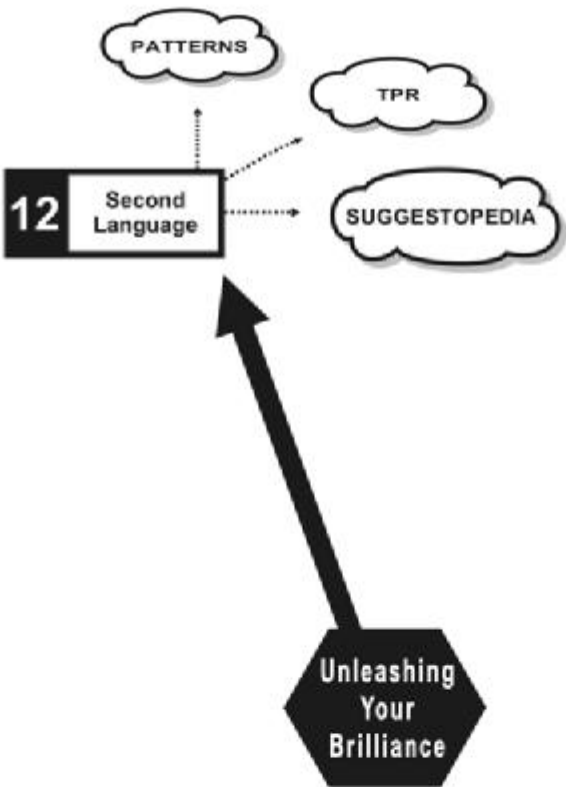 PATTERNS
TPR
12
Second
Language
SUGGESTOPEDIA
Unleashing
Your
Brilliance